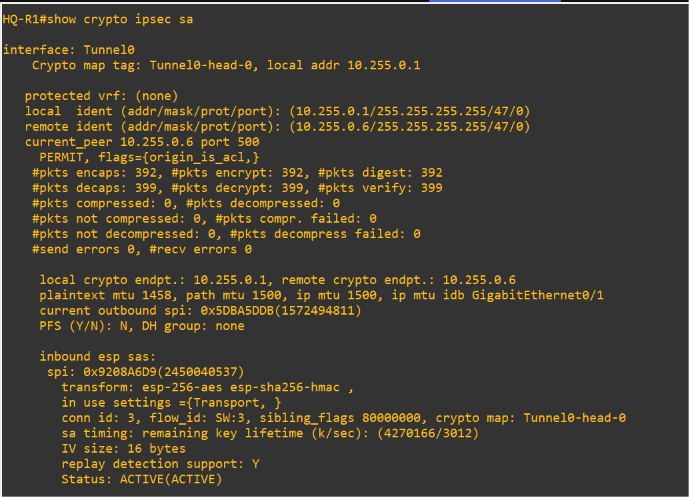 HQ-R1#show crypto ipsec sa
interface: Tunnel0
Crypto map tag: Tunnel0-head-0, local addr 10.255.0.1
protected vrf: (none)
local  ident (addr/mask/prot/port): (10.255.0.1/255.255.255.255/47/0)
remote ident (addr/mask/prot/port): (10.255.0.6/255.255.255.255/47/0)
current_peer 10.255.0.6 port 500
PERMIT, flags={origin_is_acl,}
#pkts encaps: 392, #pkts encrypt: 392, #pkts digest: 392
#pkts decaps: 399, #pkts decrypt: 399, #pkts verify: 399
#pkts compressed: 0, #pkts decompressed: 0
#pkts not compressed: 0, #pkts compr. failed: 0
#pkts not decompressed: 0, #pkts decompress failed: 0
#send errors 0, #recv errors 0
local crypto endpt.: 10.255.0.1, remote crypto endpt.: 10.255.0.6
plaintext mtu 1458, path mtu 1500, ip mtu 1500, ip mtu idb GigabitEthernet0/1
current outbound spi: 0x5DBA5DDB(1572494811)
PFS (Y/N): N, DH group: none
inbound esp sas:
spi: 0x9208A6D9(2450040537)
transform: esp-256-aes esp-sha256-hmac ,
in use settings ={Transport, }
conn id: 3, flow_id: SW:3, sibling_flags 80000000, crypto map: Tunnel0-head-0
sa timing: remaining key lifetime (k/sec): (4270166/3012)
IV size: 16 bytes
replay detection support: Y
Status: ACTIVE(ACTIVE)